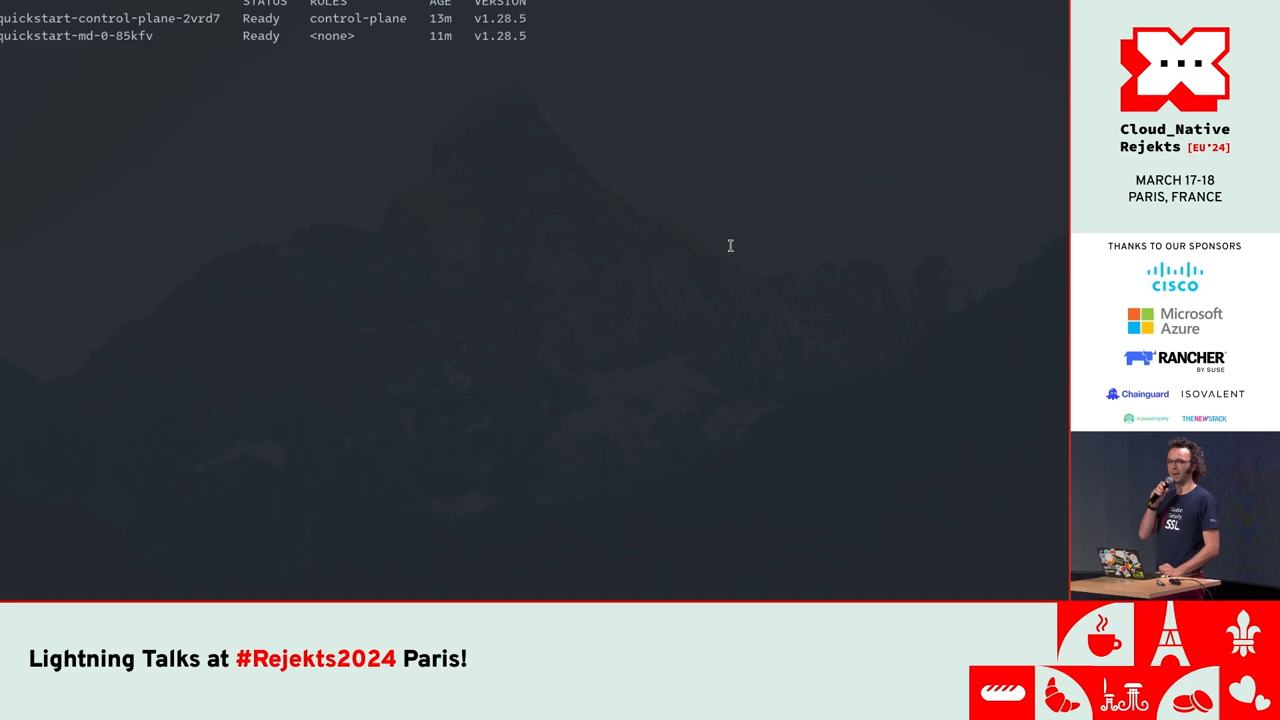 STATUS ROLES AGE VERSION
quickstart-control-plane-2vrd7 Ready control-plane 13m v1.28.5
quickstart-md-0-85kfv Ready <none> 11m v1.28.5
Cloud_Native
Rejekts [EU'24]
MARCH 17-18
PARIS, FRANCE
THANKS TO OUR SPONSORS
CISCO
Microsoft
Azure
RANCHER
BY SUSE
Chainguard ISOVALENT
kubesimplify THENEWSTACK
SSL
Lightning Talks at #Rejekts2024 Paris!